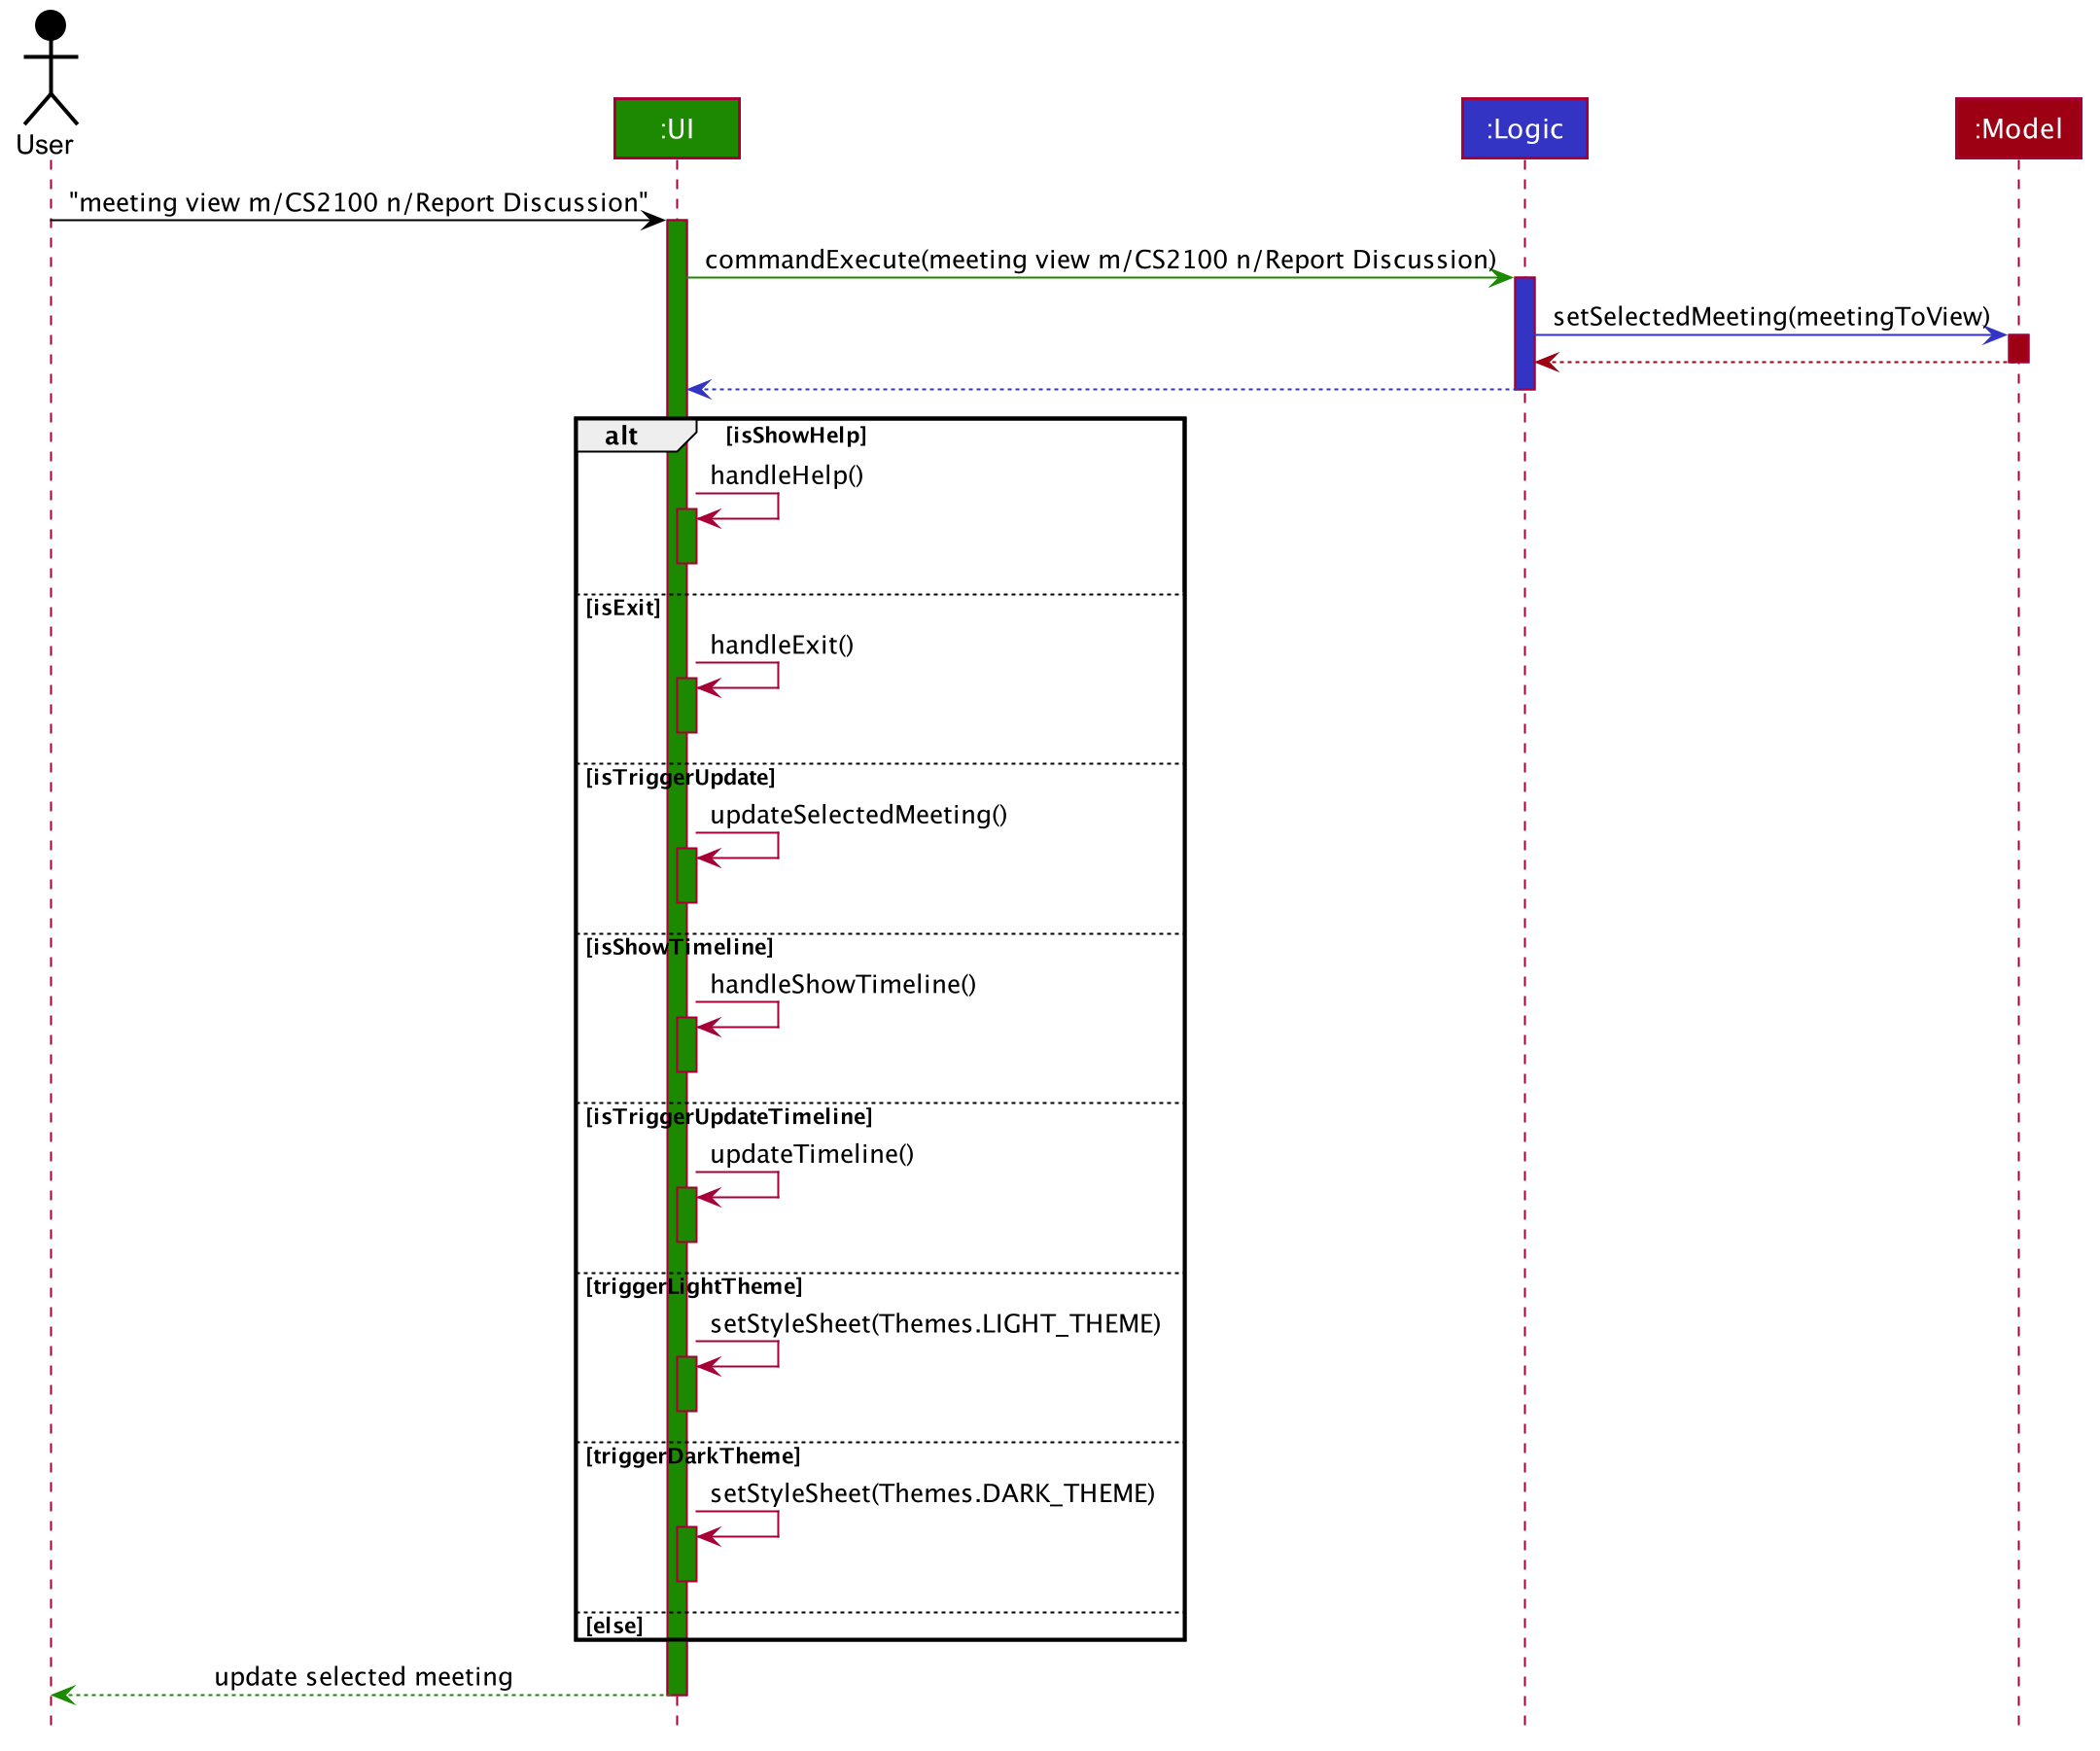 User
:UI
:Logic
:Model
"meeting view m/CS2100 n/Report Discussion"
commandExecute(meeting view m/CS2100 n/Report Discussion)
setSelectedMeeting(meetingToView)
alt
[isShowHelp]
handleHelp()
[isExit]
handleExit()
[isTriggerUpdate]
updateSelectedMeeting()
[isShowTimeline]
handleShowTimeline()
[isTriggerUpdateTimeline]
updateTimeline()
[triggerLightTheme]
setStyleSheet(Themes.LIGHT_THEME)
[triggerDarkTheme]
setStyleSheet(Themes.DARK_THEME)
[else]
update selected meeting